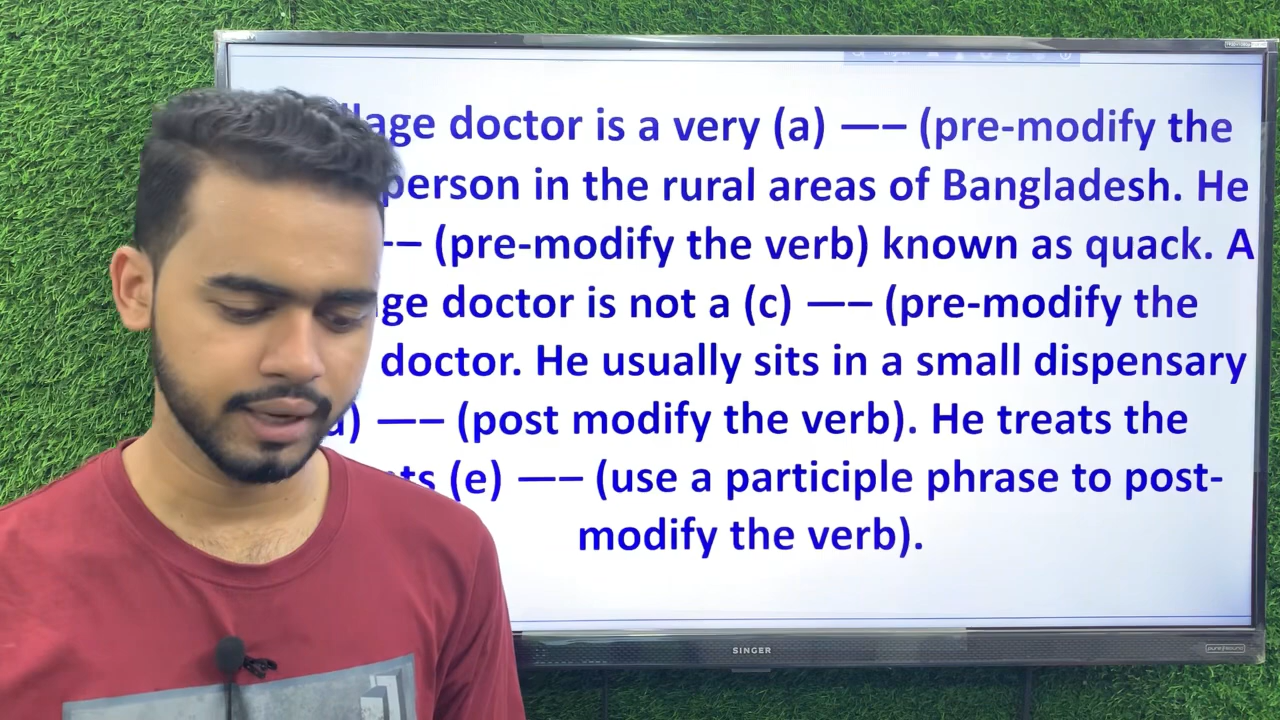 doctor is a very (a) —– (pre-modify the
person in the rural areas of Bangladesh. He
–– (pre-modify the verb) known as quack. A
doctor is not a (c) —– (pre-modify the
doctor. He usually sits in a small dispensary
—– (post modify the verb). He treats the
(e) —– (use a participle phrase to post-
modify the verb).
SINGER